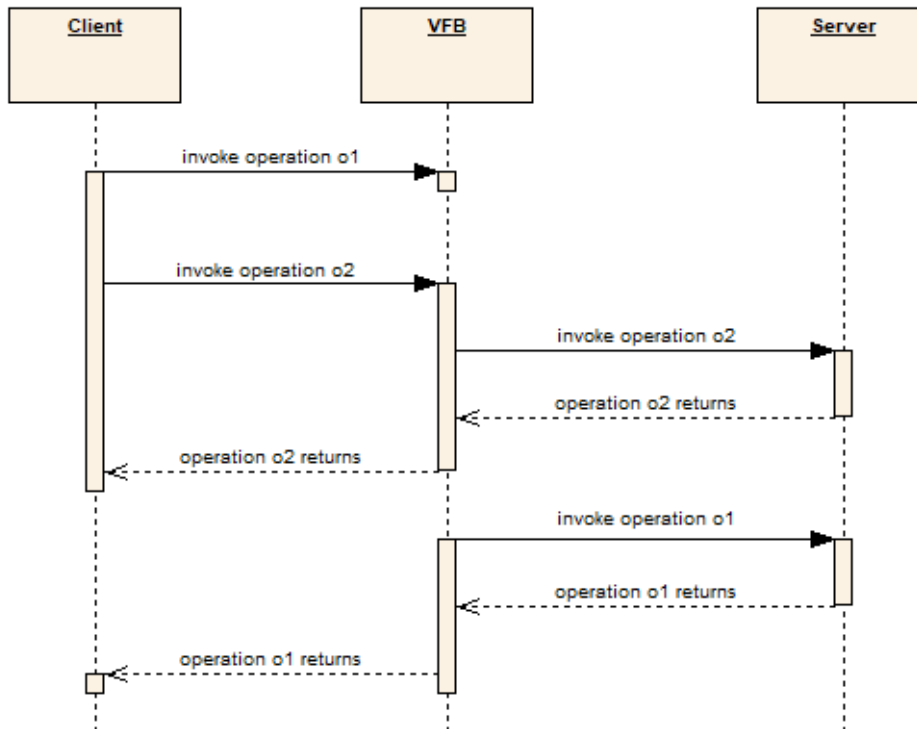 Client
VFB
Server
invoke operation o1
invoke operation o2
invoke operation o2
operation o2 returns
operation o2 returns
invoke operation o1
operation o1 returns
operation o1 returns